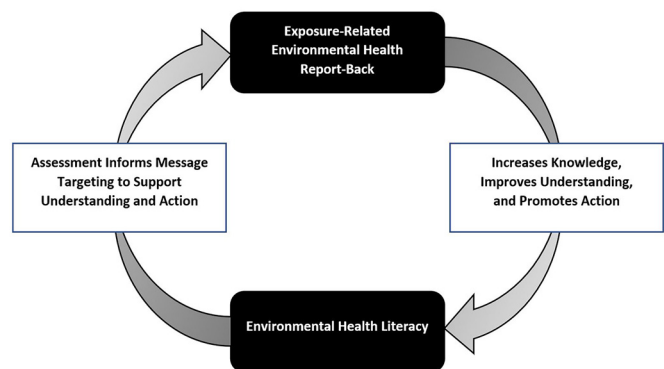 Exposure-Related
Environmental Health
Report-Back
Assessment Informs Message
Targeting to Support
Understanding and Action
Increases Knowledge,
Improves Understanding,
and Promotes Action
Environmental Health Literacy